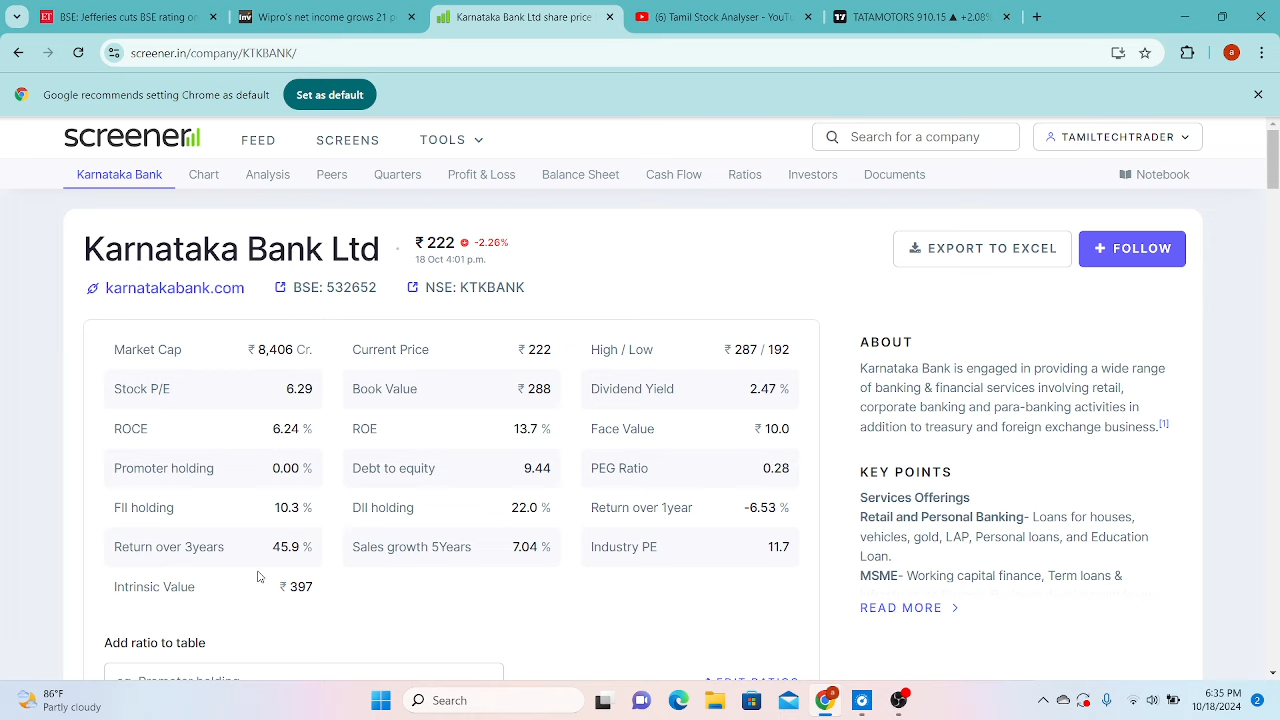 BSE: Jefferies BSE rating on
Wipro's net income grows 21 p
Karnataka Bank Ltd share price
(6) Tamil Stock Analyser - YouTu
TATAMOTORS 910.15 ▲ +2.08%
screener.in/company/KTKBANK/
Google recommends setting Chrome as default
Set as default
screener
FEED
SCREENS
TOOLS
Search for a company
TAMILTECHTRADER
Karnataka Bank
Chart
Analysis
Peers
Quarters
Profit & Loss
Balance Sheet
Cash Flow
Ratios
Investors
Documents
Notebook
Karnataka Bank Ltd
₹ 222 -2.26%
18 Oct 4:01 p.m.
EXPORT TO EXCEL
+ FOLLOW
karnatakabank.com
BSE: 532652
NSE: KTKBANK
Market Cap ₹ 8,406 Cr.
Current Price ₹ 222
High / Low ₹ 287 / 192
Stock P/E 6.29
Book Value ₹ 288
Dividend Yield 2.47 %
ROCE 6.24 %
ROE 13.7 %
Face Value ₹ 10.0
Promoter holding 0.00 %
Debt to equity 9.44
PEG Ratio 0.28
FII holding 10.3 %
DII holding 22.0 %
Return over 1year -6.53 %
Return over 3years 45.9 %
Sales growth 5Years 7.04 %
Industry PE 11.7
Intrinsic Value ₹ 397
Add ratio to table
ABOUT
Karnataka Bank is engaged in providing a wide range
of banking & financial services involving retail,
corporate banking and para-banking activities in
addition to treasury and foreign exchange business.[1]
KEY POINTS
Services Offerings
Retail and Personal Banking- Loans for houses,
vehicles, gold, LAP, Personal loans, and Education
Loan.
MSME- Working capital finance, Term loans &
READ MORE >
86°F
Partly cloudy
Search
6:35 PM
10/18/2024
2